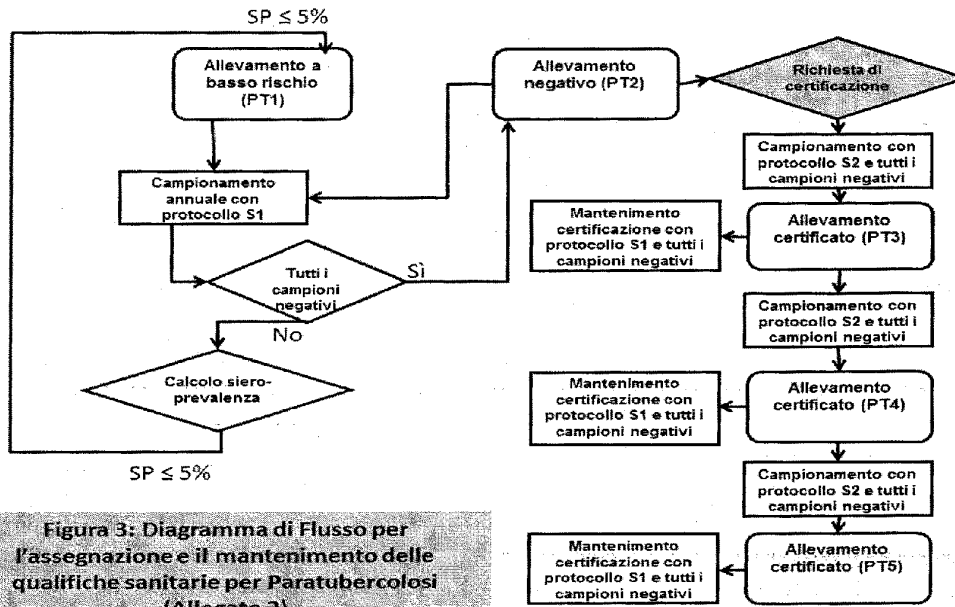 SP ≤ 5%
Allevamento a
basso rischio
(PT1)
Campionamento
annuale con
protocollo S1
Tutti i
campioni
negativi
Sì
No
Calcolo siero-
prevalenza
SP ≤ 5%
Allevamento
negativo (PT2)
Richiesta di
certificazione
Campionamento con
protocollo S2 e tutti i
campioni negativi
Mantenimento
certificazione con
protocollo S1 e tutti i
campioni negativi
Allevamento
certificato (PT3)
Campionamento con
protocollo S2 e tutti i
campioni negativi
Mantenimento
certificazione con
protocollo S1 e tutti i
campioni negativi
Allevamento
certificato (PT4)
Campionamento con
protocollo S2 e tutti i
campioni negativi
Mantenimento
certificazione con
protocollo S1 e tutti i
campioni negativi
Allevamento
certificato (PT5)
Figura 3: Diagramma di Flusso per
l'assegnazione e il mantenimento delle
qualifiche sanitarie per Paratubercolosi
(Allegato 2)